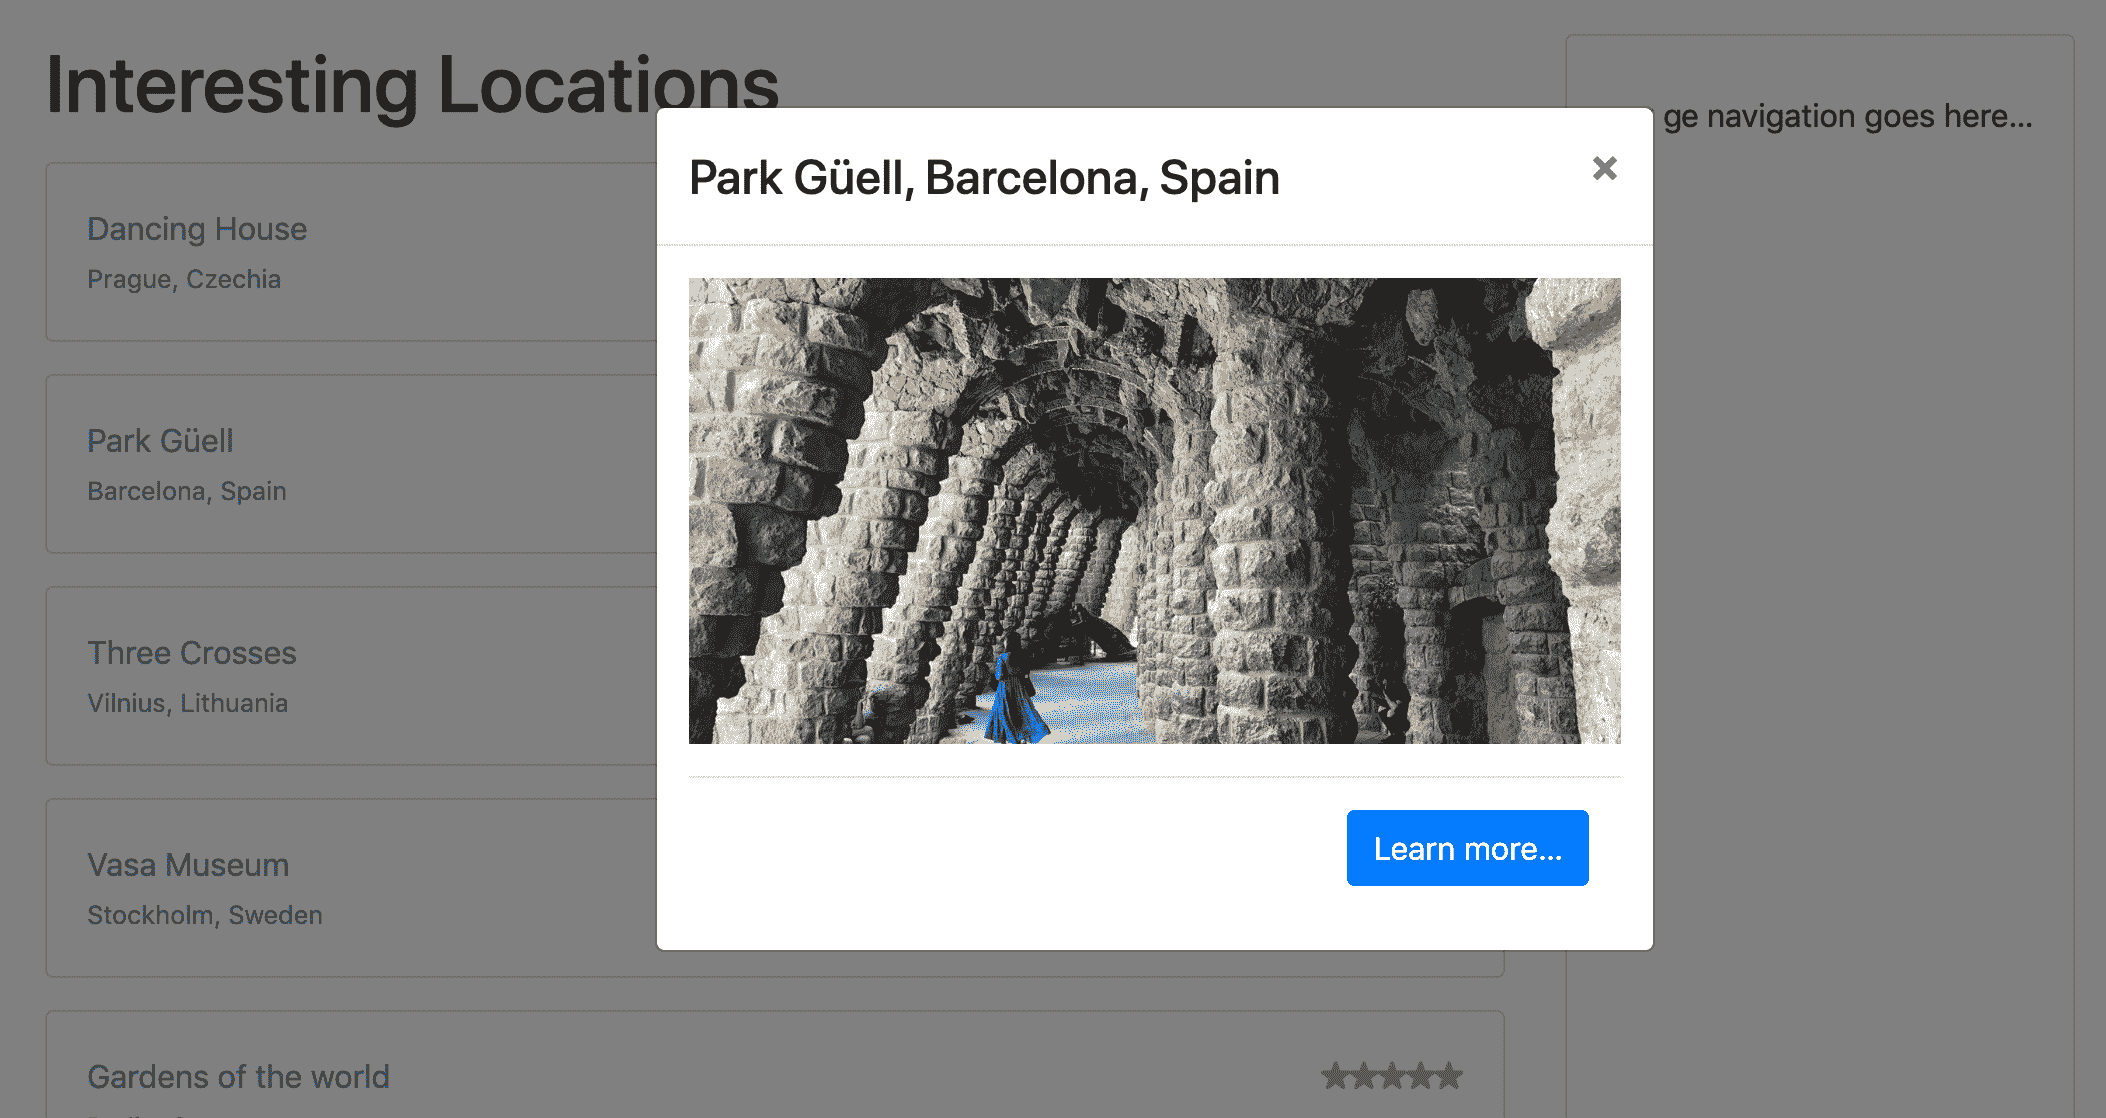 Interesting Locations
ge navigation goes here...
Park Güell, Barcelona, Spain
×
Dancing House
Prague, Czechia
Park Güell
Barcelona, Spain
Three Crosses
Vilnius, Lithuania
Learn more...
Vasa Museum
Stockholm, Sweden
Gardens of the world